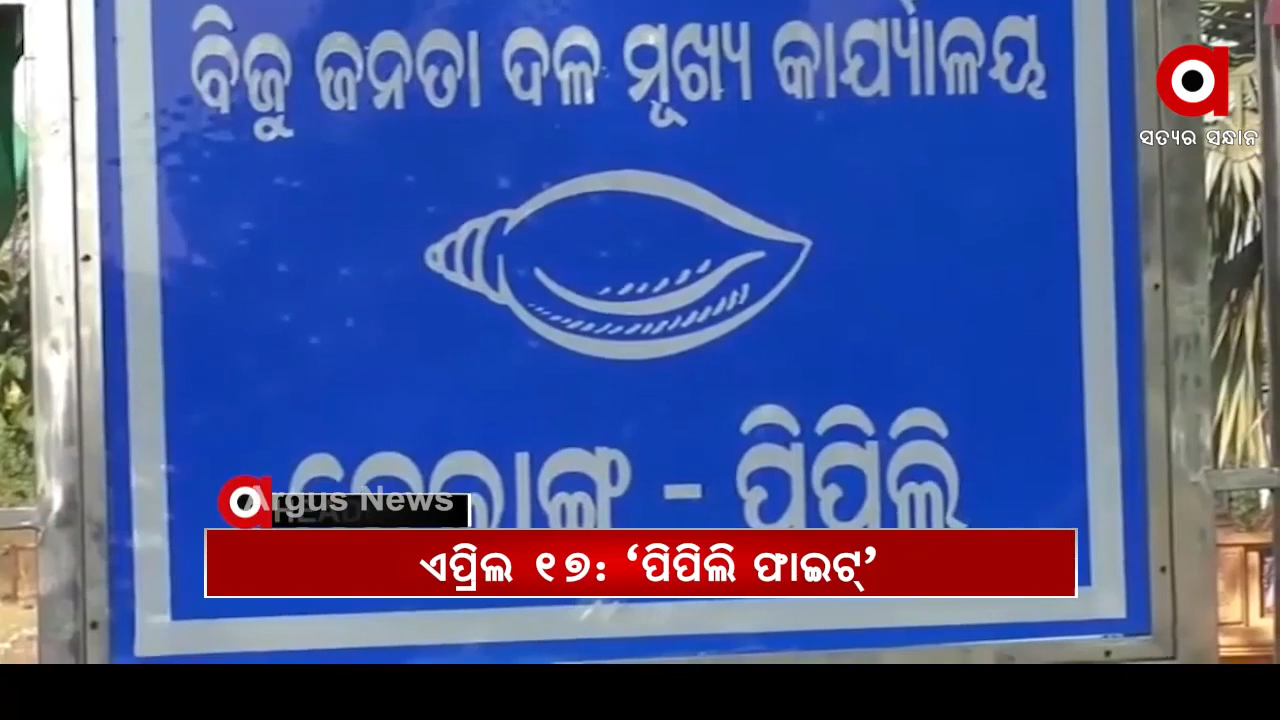 ବିଜୁ ଜନତା ଦଳ ମୂଖ୍ୟ କାର୍ଯ୍ୟାଳୟ
ସତ୍ୟର ସନ୍ଧାନ
- ପିପିଲି
Argus News
ଏପ୍ରିଲ ୧୭: ‘ପିପିଲି ଫାଇଟ୍’